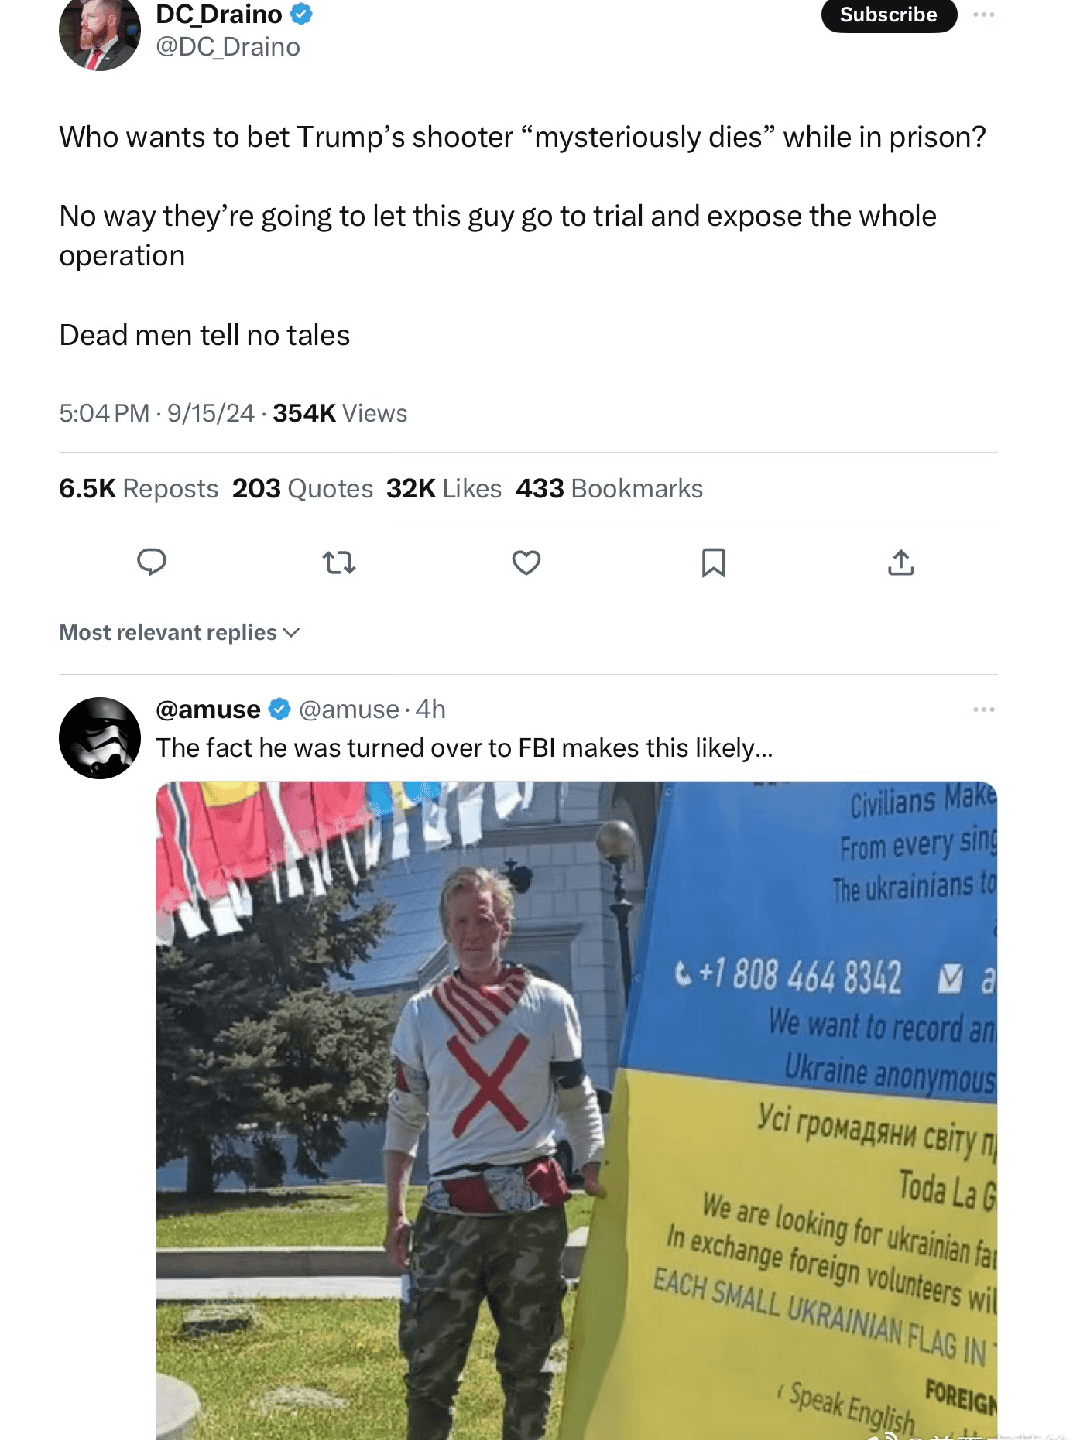 DC_Draino
@DC_Draino
Subscribe
Who wants to bet Trump’s shooter “mysteriously dies” while in prison?
No way they’re going to let this guy go to trial and expose the whole
operation
Dead men tell no tales
5:04 PM · 9/15/24 · 354K Views
6.5K Reposts 203 Quotes 32K Likes 433 Bookmarks
Most relevant replies
@amuse @amuse · 4h
The fact he was turned over to FBI makes this likely...
Civilians Make
From every sing
The ukrainians to
+1 808 464 8342 a
We want to record an
Ukraine anonymous
Усі громадяни світу п
Toda La G
We are looking for ukrainian fa
In exchange foreign volunteers wil
EACH SMALL UKRAINIAN FLAG IN
FOREIGN
I Speak English